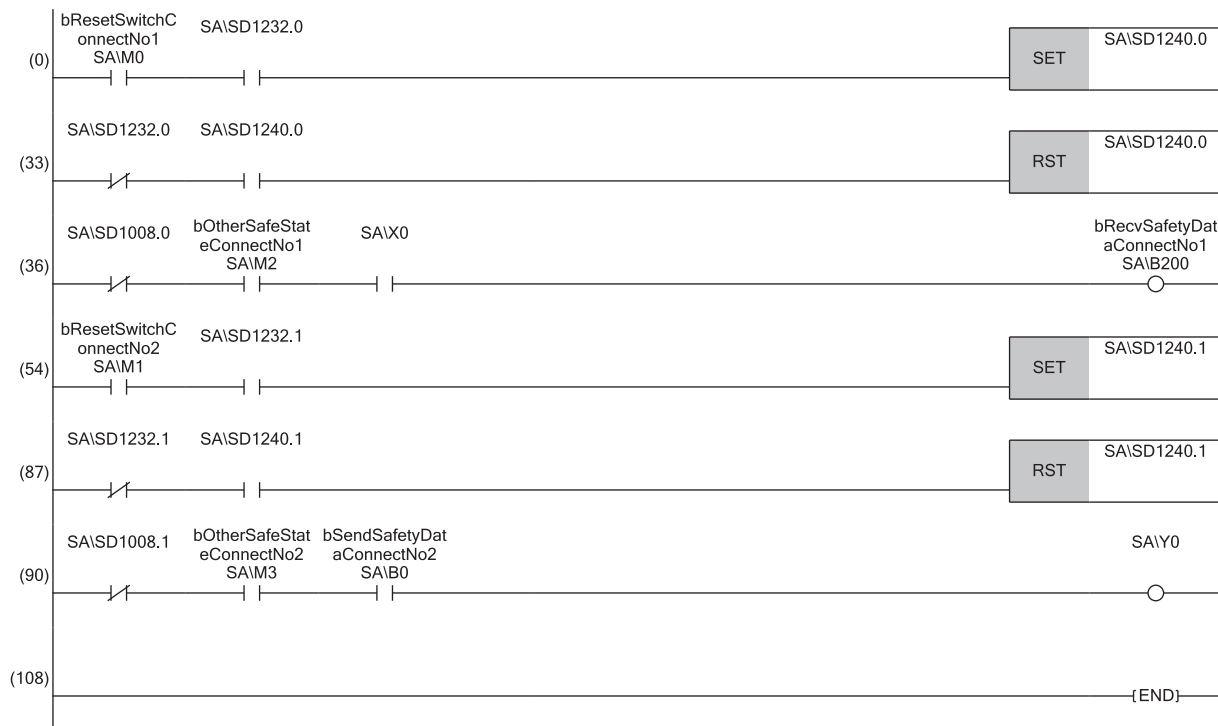 bResetSwitchC
onnectNo1
SA\M0
SA\SD1232.0
SA\SD1240.0
(0)
SET
SA\SD1232.0
SA\SD1240.0
SA\SD1240.0
(33)
RST
SA\SD1008.0
bOtherSafeStat
eConnectNo1
SA\M2
SA\X0
bRecvSafetyDat
aConnectNo1
SA\B200
(36)
bResetSwitchC
onnectNo2
SA\M1
SA\SD1232.1
SA\SD1240.1
(54)
SET
SA\SD1232.1
SA\SD1240.1
SA\SD1240.1
(87)
RST
SA\SD1008.1
bOtherSafeStat
eConnectNo2
SA\M3
bSendSafetyDat
aConnectNo2
SA\B0
SA\Y0
(90)
(108)
[END]